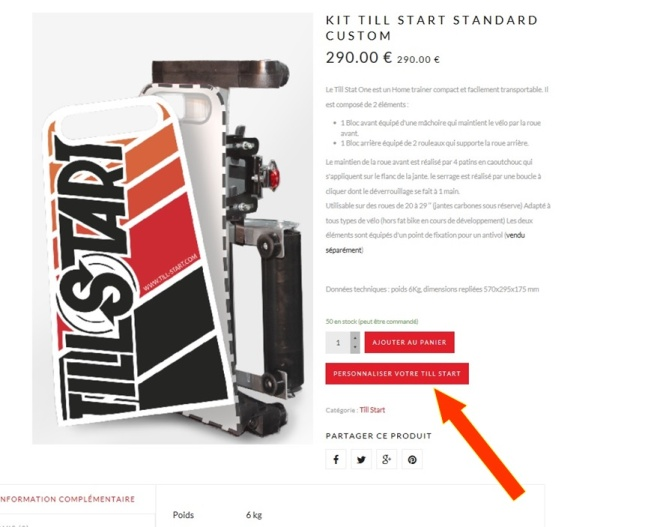 KIT TILL START STANDARD
CUSTOM
290.00 € 290.00 €
Le Till Stat One est un Home trainer compact et facilement transportable. Il
est composé de 2 éléments :
1 Bloc avant équipé d'une mâchoire qui maintient le vélo par la roue
avant.
1 Bloc arrière équipé de 2 rouleaux qui supporte la roue arrière.
Le maintien de la roue avant est réalisé par 4 patins en caoutchouc qui
s'appliquent sur le flanc de la jante, le serrage est réalisé par une boucle à
cliquer dont le déverrouillage se fait à 1 main.
Utilisable sur des roues de 20 à 29 " (jantes carbones sous réserve) Adapté à
tous types de vélo (hors fat bike en cours de développement) Les deux
éléments sont équipés d'un point de fixation pour un antivol (vendu
séparément)
Données techniques : poids 6Kg, dimensions repliées 570x295x175 mm
50 en stock (peut être commandé)
1 AJOUTER AU PANIER
PERSONNALISER VOTRE TILL START
Catégorie : Till Start
PARTAGER CE PRODUIT
TILL START
WWW.TILL-START.COM
NFORMATION COMPLÉMENTAIRE
Poids 6 kg